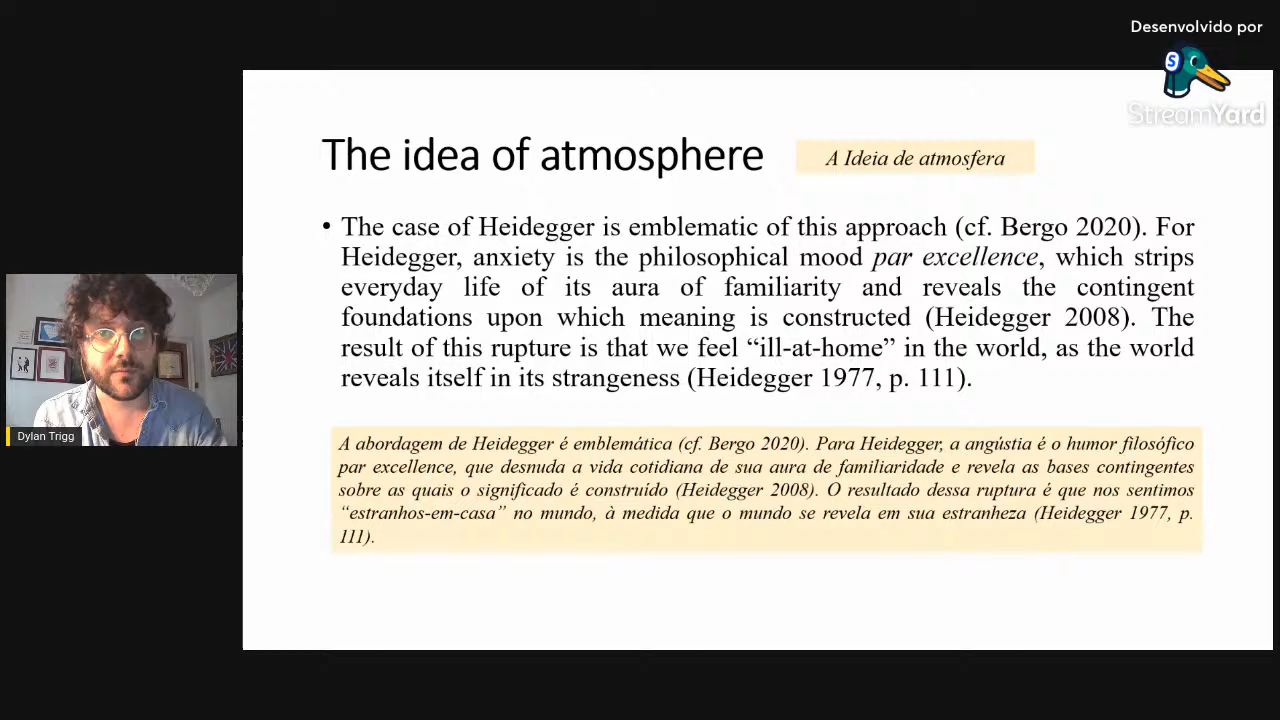 Desenvolvido por
StreamYard
The idea of atmosphere
A Ideia de atmosfera
• The case of Heidegger is emblematic of this approach (cf. Bergo 2020). For
Heidegger, anxiety is the philosophical mood par excellence, which strips
everyday life of its aura of familiarity and reveals the contingent
foundations upon which meaning is constructed (Heidegger 2008). The
result of this rupture is that we feel “ill-at-home” in the world, as the world
reveals itself in its strangeness (Heidegger 1977, p. 111).
A abordagem de Heidegger é emblemática (cf. Bergo 2020). Para Heidegger, a angústia é o humor filosófico
par excellence, que desnuda a vida cotidiana de sua aura de familiaridade e revela as bases contingentes
sobre as quais o significado é construído (Heidegger 2008). O resultado dessa ruptura é que nos sentimos
“estranhos-em-casa” no mundo, à medida que o mundo se revela em sua estranheza (Heidegger 1977, p.
111).
Dylan Trigg